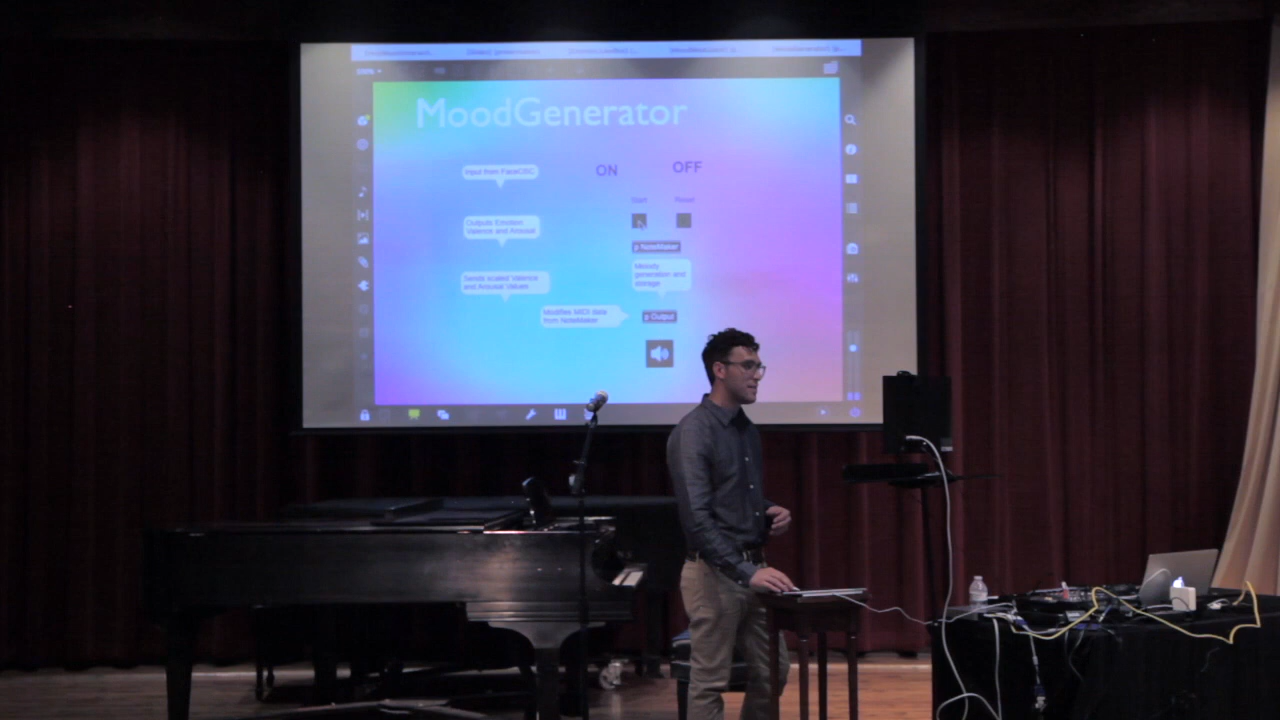 MoodGenerator
Input from FaceOSC
ON
OFF
Start
Reset
Outputs Emotion
Valence and Arousal
p NoteMaker
Sends scaled Valence
and Arousal Values
Melody
generation and
storage
Modifies MIDI data
from NoteMaker
p Output